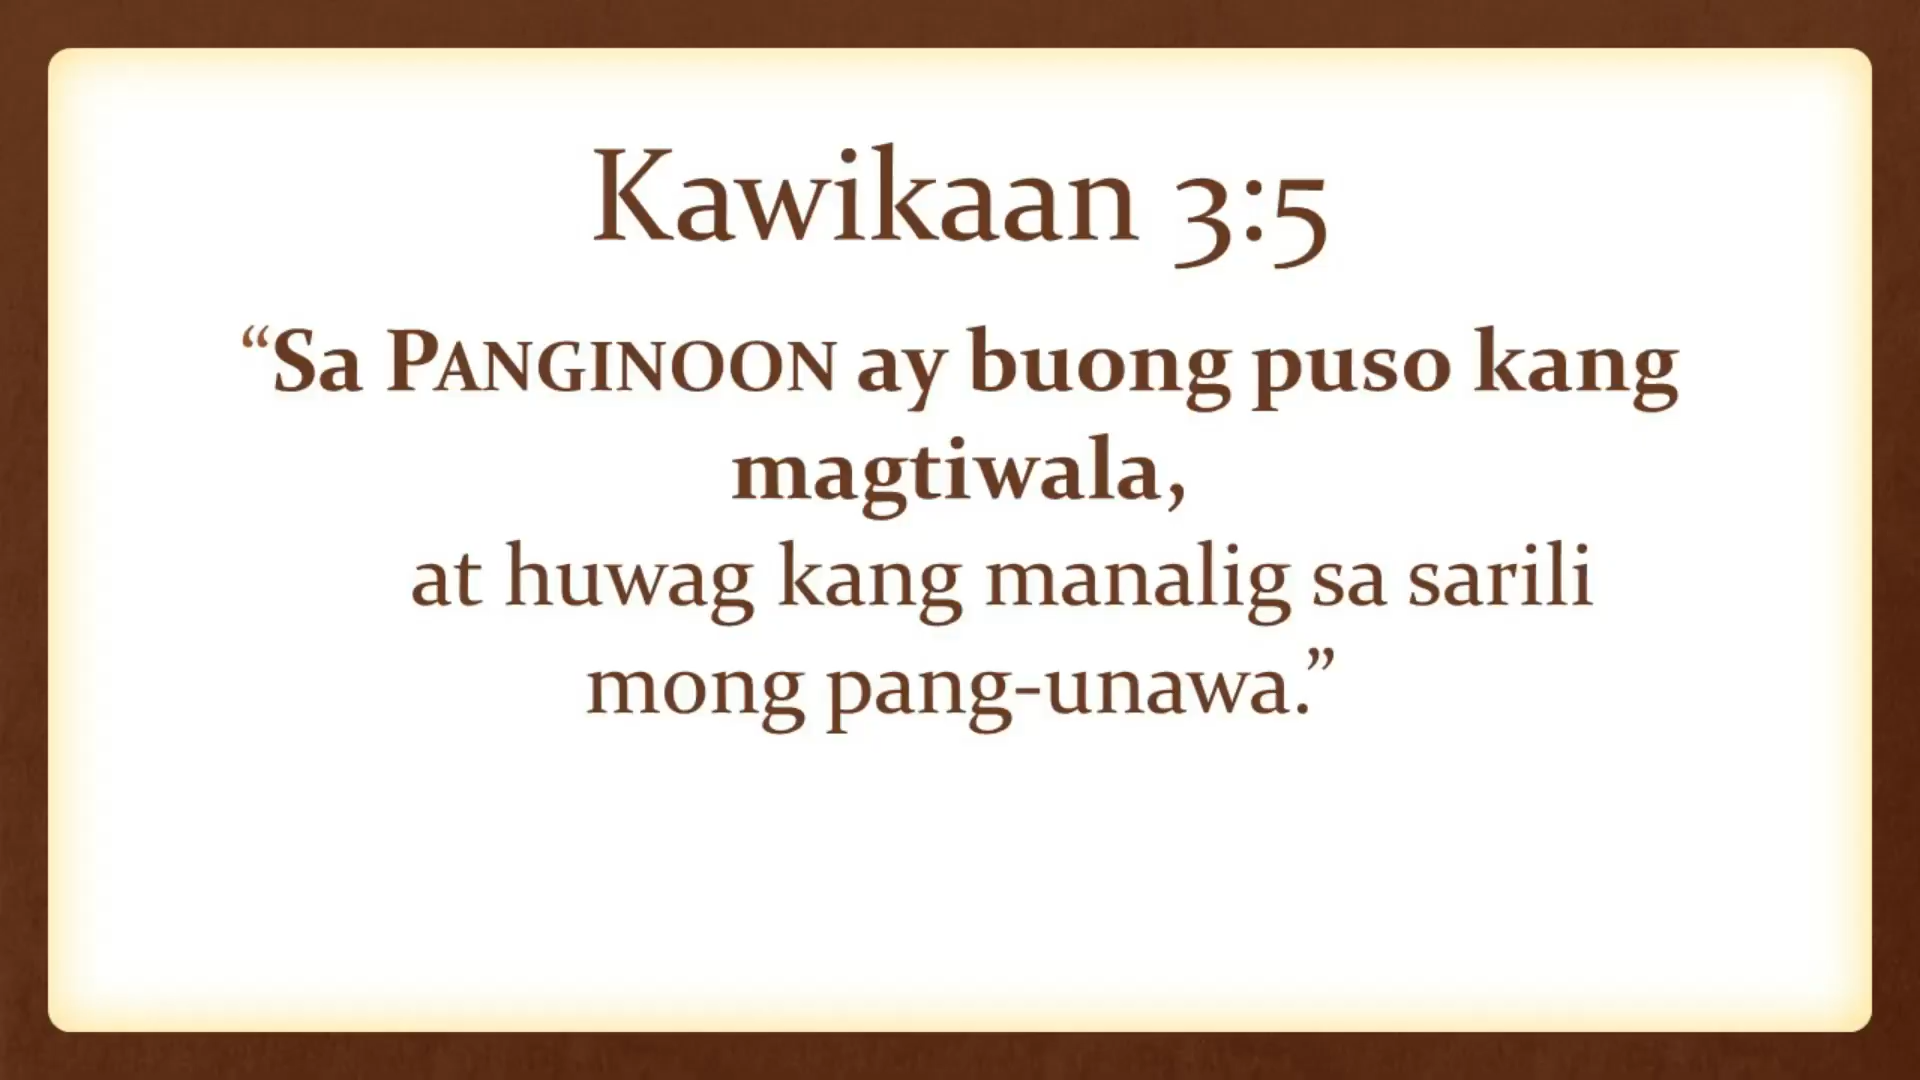 Kawikaan 3:5
“Sa PANGINOON ay buong puso kang
magtiwala,
at huwag kang manalig sa sarili
mong pang-unawa.”